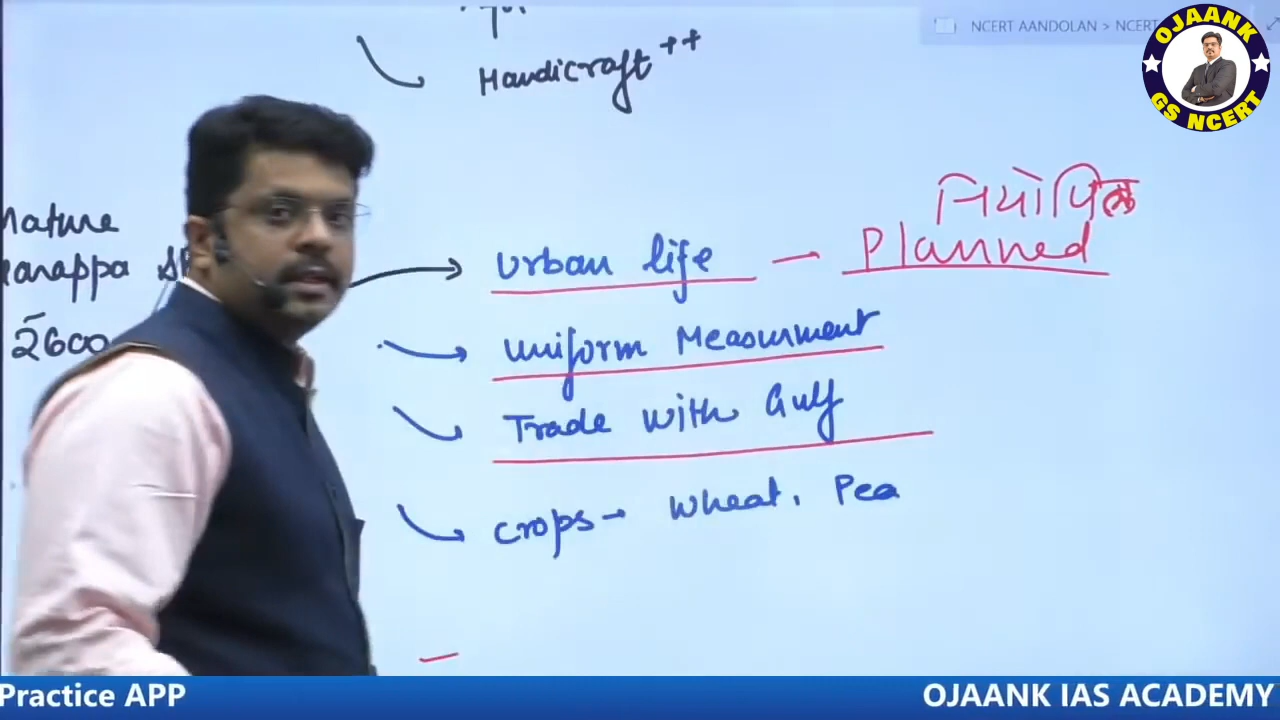 Handicraft ++
NCERT AANDOLAN > NCERT
OJAANK
GS NCERT
नियोजित
Mature
urban life — Planned
2600
uniform Measurment
Trade with Gulf
crops → wheat, Pea
Practice APP
OJAANK IAS ACADEMY